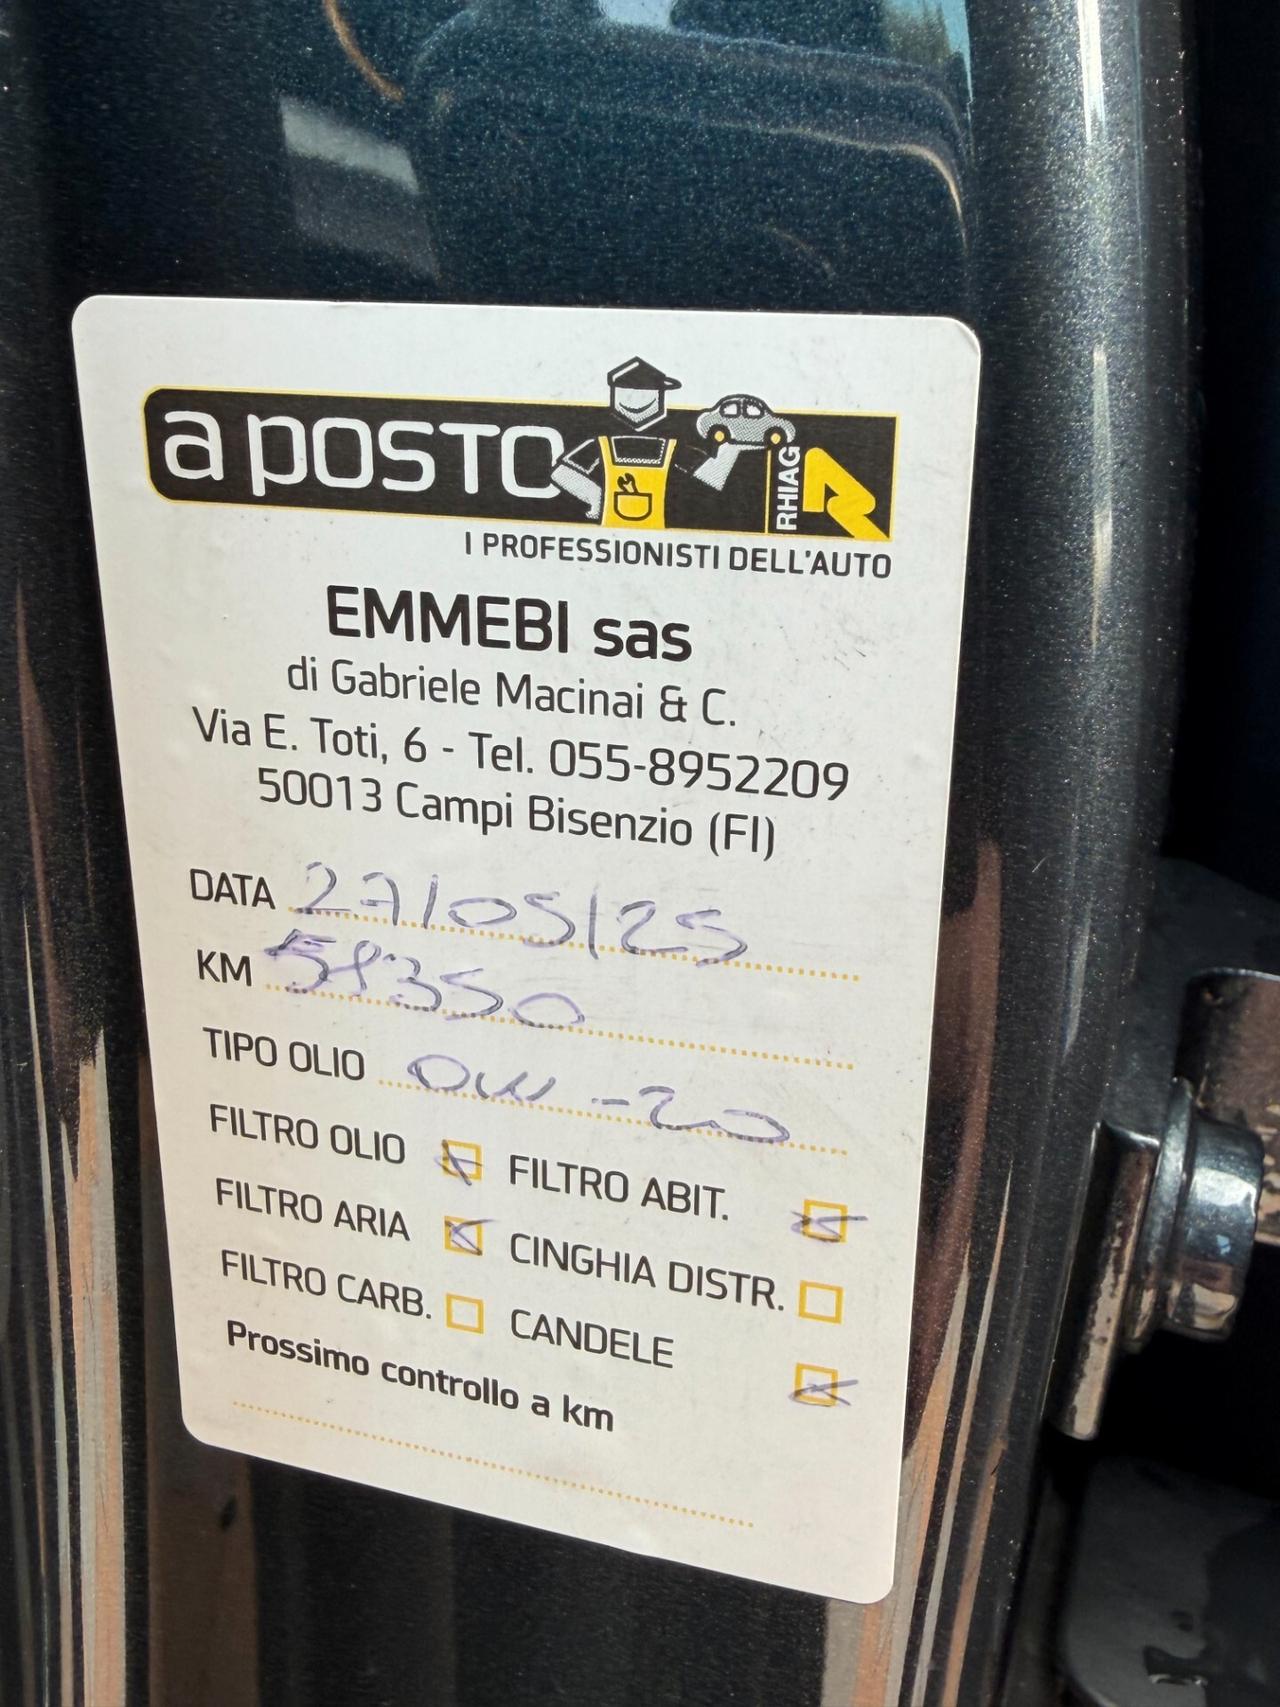 a posto
RHIAG
I PROFESSIONISTI DELL'AUTO
EMMEBI sas
di Gabriele Macinai & C.
Via E. Toti, 6 - Tel. 055-8952209
50013 Campi Bisenzio (FI)
DATA 27/05/25
KM 58350
TIPO OLIO 0W-20
FILTRO OLIO FILTRO ABIT.
FILTRO ARIA CINGHIA DISTR.
FILTRO CARB. CANDELE
Prossimo controllo a km